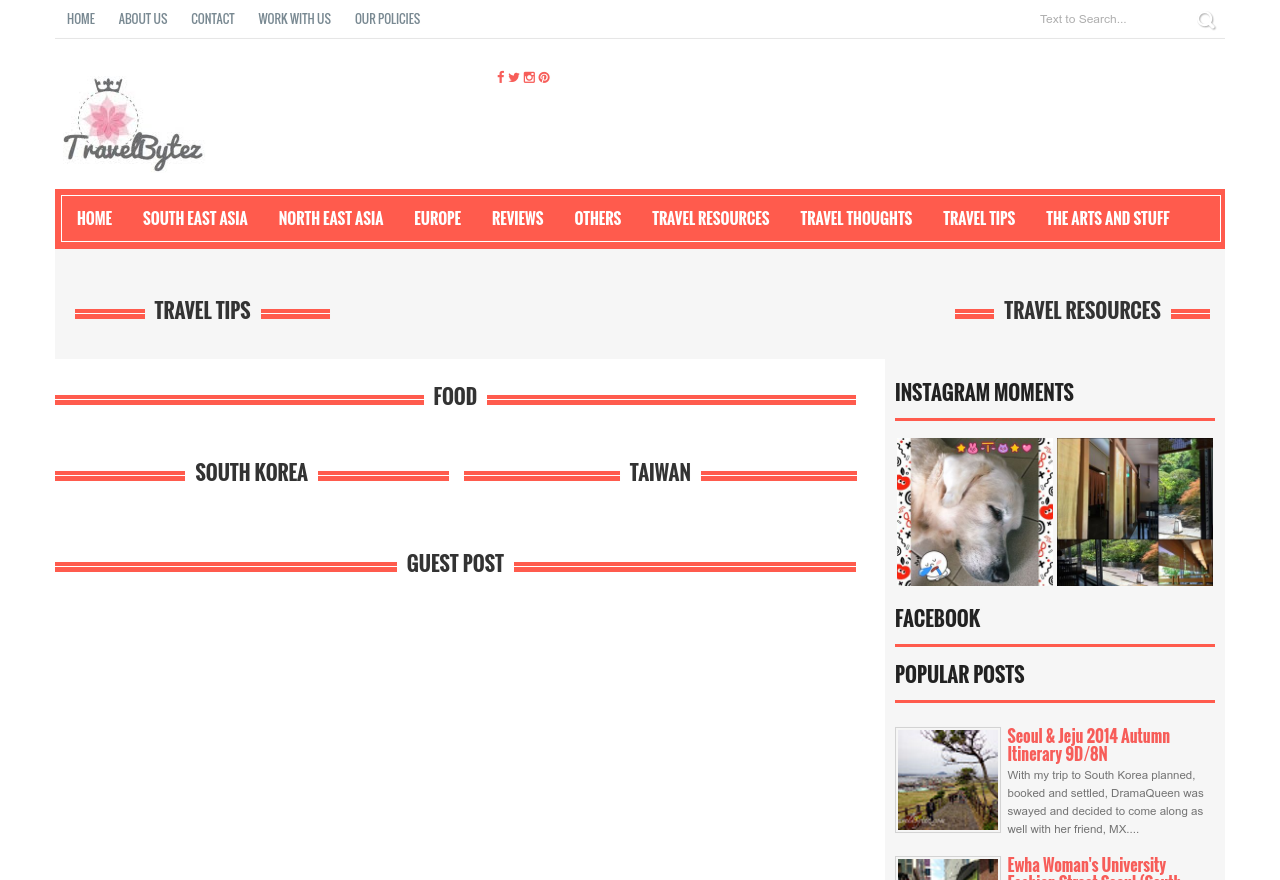 HOME ABOUT US CONTACT WORK WITH US OUR POLICIES Text to Search...
TravelBytez
HOME SOUTH EAST ASIA NORTH EAST ASIA EUROPE REVIEWS OTHERS TRAVEL RESOURCES TRAVEL THOUGHTS TRAVEL TIPS THE ARTS AND STUFF
TRAVEL TIPS
TRAVEL RESOURCES
FOOD
SOUTH KOREA
TAIWAN
GUEST POST
INSTAGRAM MOMENTS
FACEBOOK
POPULAR POSTS
Seoul & Jeju 2014 Autumn
Itinerary 9D/8N
With my trip to South Korea planned,
booked and settled, DramaQueen was
swayed and decided to come along as
well with her friend, MX....
Ewha Woman's University
Fashion Street Seoul (South